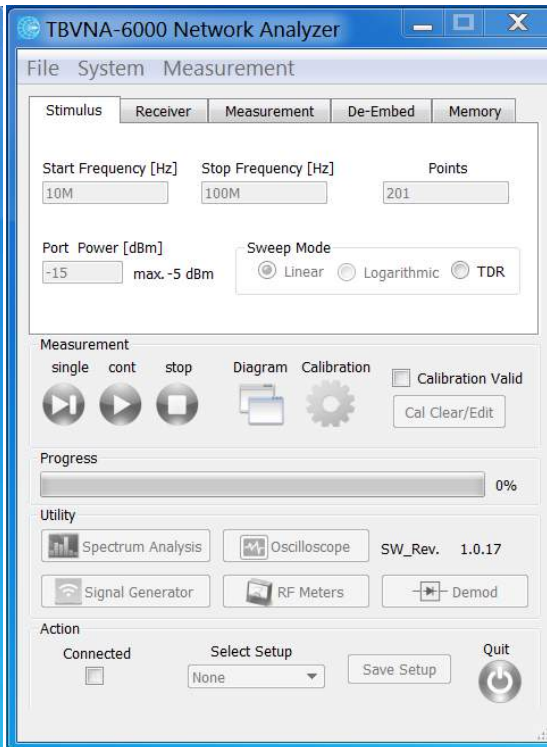 TBVNA-6000 Network Analyzer
File System Measurement
Stimulus Receiver Measurement De-Embed Memory
Start Frequency [Hz] Stop Frequency [Hz] Points
10M 100M 201
Port Power [dBm] Sweep Mode
-15 max. -5 dBm Linear Logarithmic TDR
Measurement
single cont stop Diagram Calibration
Calibration Valid
Cal Clear/Edit
Progress
0%
Utility
Spectrum Analysis Oscilloscope SW_Rev. 1.0.17
Signal Generator RF Meters Demod
Action
Connected Select Setup Quit
None Save Setup